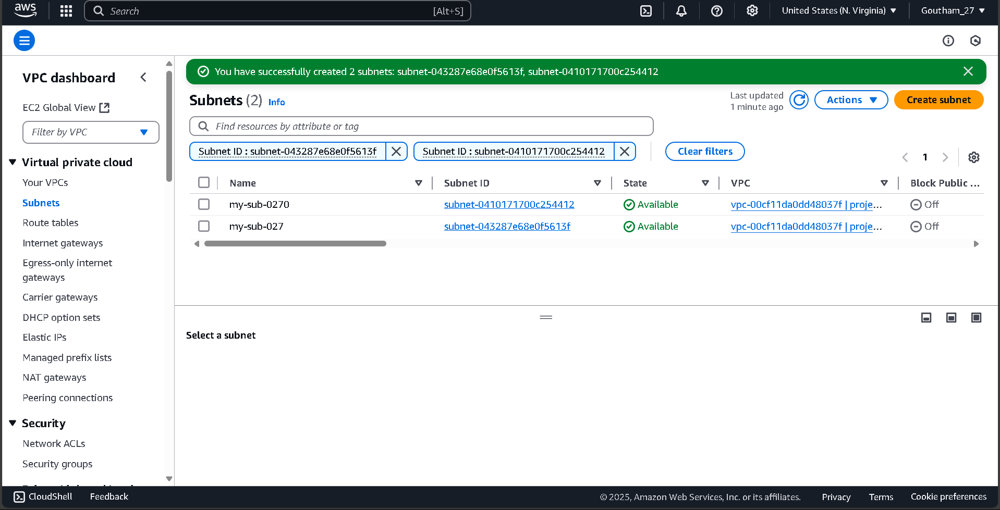 aws
Search [Alt+S]
United States (N. Virginia)
Goutham_27
VPC dashboard
EC2 Global View
Filter by VPC
Virtual private cloud
Your VPCs
Subnets
Route tables
Internet gateways
Egress-only internet
gateways
Carrier gateways
DHCP option sets
Elastic IPs
Managed prefix lists
NAT gateways
Peering connections
Security
Network ACLs
Security groups
You have successfully created 2 subnets: subnet-043287e68e0f5613f, subnet-0410171700c254412
Subnets (2) Info
Last updated
1 minute ago
Actions
Create subnet
Find resources by attribute or tag
Subnet ID : subnet-043287e68e0f5613f
Subnet ID : subnet-0410171700c254412
Clear filters
1
Name Subnet ID State VPC Block Public ...
my-sub-0270 subnet-0410171700c254412 Available vpc-00cf11da0dd48037f | proje... Off
my-sub-027 subnet-043287e68e0f5613f Available vpc-00cf11da0dd48037f | proje... Off
Select a subnet
CloudShell Feedback © 2025, Amazon Web Services, Inc. or its affiliates. Privacy Terms Cookie preferences